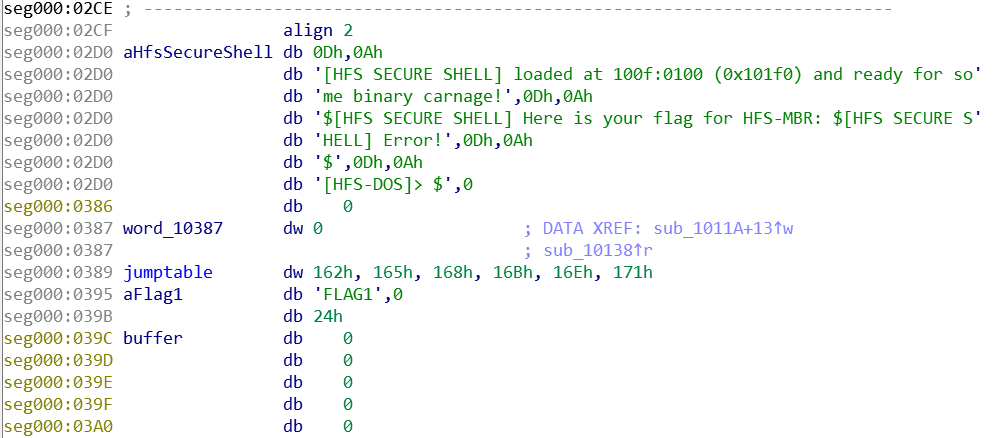 seg000:02CE ; ---------------------------------------------------------------------------
seg000:02CF align 2
seg000:02D0 aHfsSecureShell db 0Dh,0Ah
seg000:02D0 db '[HFS SECURE SHELL] loaded at 100f:0100 (0x101f0) and ready for so'
seg000:02D0 db 'me binary carnage!',0Dh,0Ah
seg000:02D0 db '$[HFS SECURE SHELL] Here is your flag for HFS-MBR: $[HFS SECURE S'
seg000:02D0 db 'HELL] Error!',0Dh,0Ah
seg000:02D0 db '$',0Dh,0Ah
seg000:02D0 db '[HFS-DOS]> $',0
seg000:0386 db 0
seg000:0387 word_10387 dw 0 ; DATA XREF: sub_1011A+13↑w
seg000:0387 ; sub_10138↑r
seg000:0389 jumptable dw 162h, 165h, 168h, 16Bh, 16Eh, 171h
seg000:0395 aFlag1 db 'FLAG1',0
seg000:039B db 24h
seg000:039C buffer db 0
seg000:039D db 0
seg000:039E db 0
seg000:039F db 0
seg000:03A0 db 0